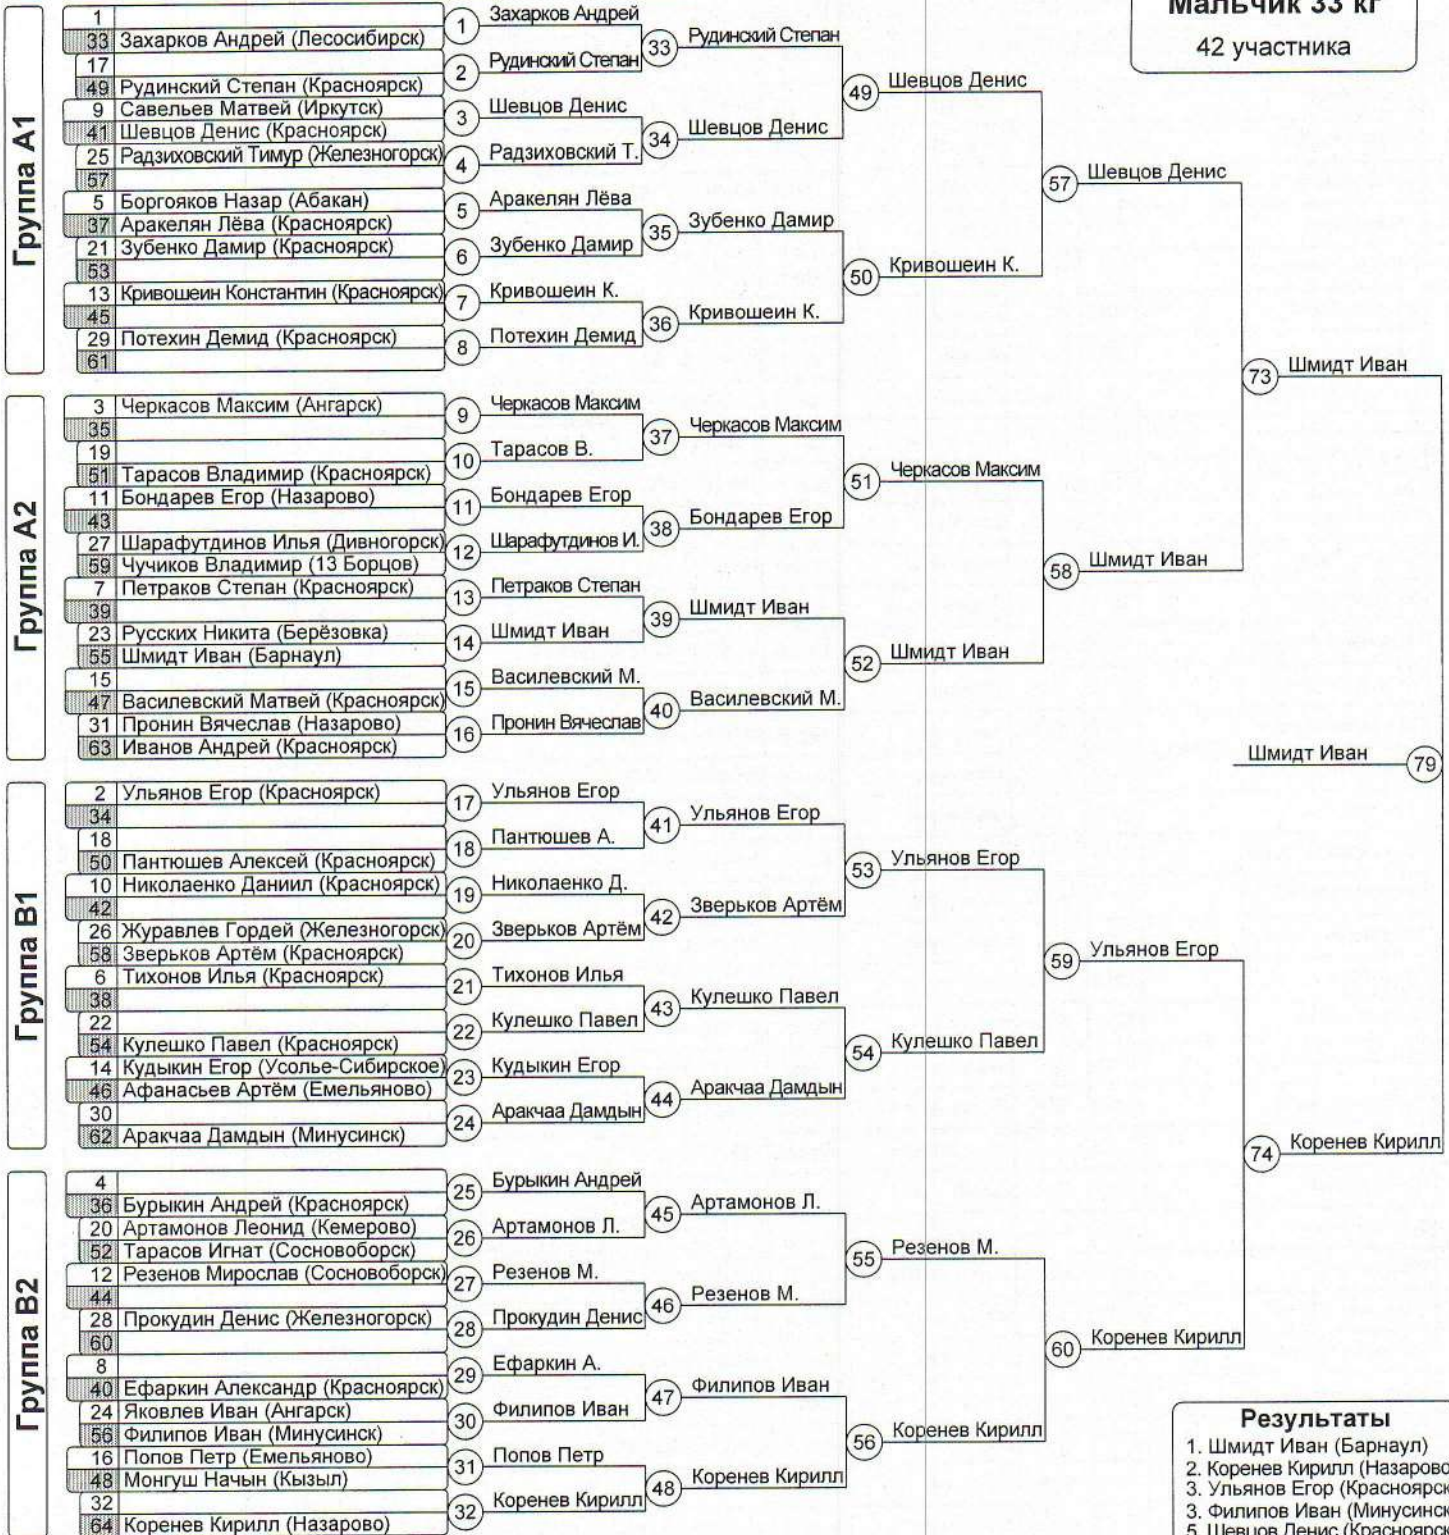 Мальчик 33 кг
42 участника
Группа А1
1
33 Захарков Андрей (Лесосибирск)
17
49 Рудинский Степан (Красноярск)
9 Савельев Матвей (Иркутск)
41 Шевцов Денис (Красноярск)
25 Радзиховский Тимур (Железногорск)
57
5 Боргояков Назар (Абакан)
37 Аракелян Лёва (Красноярск)
21 Зубенко Дамир (Красноярск)
53
13 Кривошеин Константин (Красноярск)
45
29 Потехин Демид (Красноярск)
61
Группа А2
3 Черкасов Максим (Ангарск)
35
19
51 Тарасов Владимир (Красноярск)
11 Бондарев Егор (Назарово)
43
27 Шарафутдинов Илья (Дивногорск)
59 Чучиков Владимир (13 Борцов)
7 Петраков Степан (Красноярск)
39
23 Русских Никита (Берёзовка)
55 Шмидт Иван (Барнаул)
15
47 Василевский Матвей (Красноярск)
31 Пронин Вячеслав (Назарово)
63 Иванов Андрей (Красноярск)
Группа В1
2 Ульянов Егор (Красноярск)
34
18
50 Пантюшев Алексей (Красноярск)
10 Николаенко Даниил (Красноярск)
42
26 Журавлев Гордей (Железногорск)
58 Зверьков Артём (Красноярск)
6 Тихонов Илья (Красноярск)
38
22
54 Кулешко Павел (Красноярск)
14 Кудыкин Егор (Усолье-Сибирское)
46 Афанасьев Артём (Емельяново)
30
62 Аракчаа Дамдын (Минусинск)
Группа В2
4
36 Бурыкин Андрей (Красноярск)
20 Артамонов Леонид (Кемерово)
52 Тарасов Игнат (Сосновоборск)
12 Резенов Мирослав (Сосновоборск)
44
28 Прокудин Денис (Железногорск)
60
8
40 Ефаркин Александр (Красноярск)
24 Яковлев Иван (Ангарск)
56 Филипов Иван (Минусинск)
16 Попов Петр (Емельяново)
48 Монгуш Начын (Кызыл)
32
64 Коренев Кирилл (Назарово)
1 Захарков Андрей
2 Рудинский Степан
3 Шевцов Денис
4 Радзиховский Т.
5 Аракелян Лёва
6 Зубенко Дамир
7 Кривошеин К.
8 Потехин Демид
9 Черкасов Максим
10 Тарасов В.
11 Бондарев Егор
12 Шарафутдинов И.
13 Петраков Степан
14 Шмидт Иван
15 Василевский М.
16 Пронин Вячеслав
17 Ульянов Егор
18 Пантюшев А.
19 Николаенко Д.
20 Зверьков Артём
21 Тихонов Илья
22 Кулешко Павел
23 Кудыкин Егор
24 Аракчаа Дамдын
25 Бурыкин Андрей
26 Артамонов Л.
27 Резенов М.
28 Прокудин Денис
29 Ефаркин А.
30 Филипов Иван
31 Попов Петр
32 Коренев Кирилл
33 Рудинский Степан
34 Шевцов Денис
35 Зубенко Дамир
36 Кривошеин К.
37 Черкасов Максим
38 Бондарев Егор
39 Шмидт Иван
40 Василевский М.
41 Ульянов Егор
42 Зверьков Артём
43 Кулешко Павел
44 Аракчаа Дамдын
45 Артамонов Л.
46 Резенов М.
47 Филипов Иван
48 Коренев Кирилл
49 Шевцов Денис
50 Кривошеин К.
51 Черкасов Максим
52 Шмидт Иван
53 Ульянов Егор
54 Кулешко Павел
55 Резенов М.
56 Коренев Кирилл
57 Шевцов Денис
58 Шмидт Иван
59 Ульянов Егор
60 Коренев Кирилл
73 Шмидт Иван
74 Коренев Кирилл
Шмидт Иван 79
Результаты
1. Шмидт Иван (Барнаул)
2. Коренев Кирилл (Назарово
3. Ульянов Егор (Красноярск
3. Филипов Иван (Минусинск
5. Шевцов Денис (Красноярск